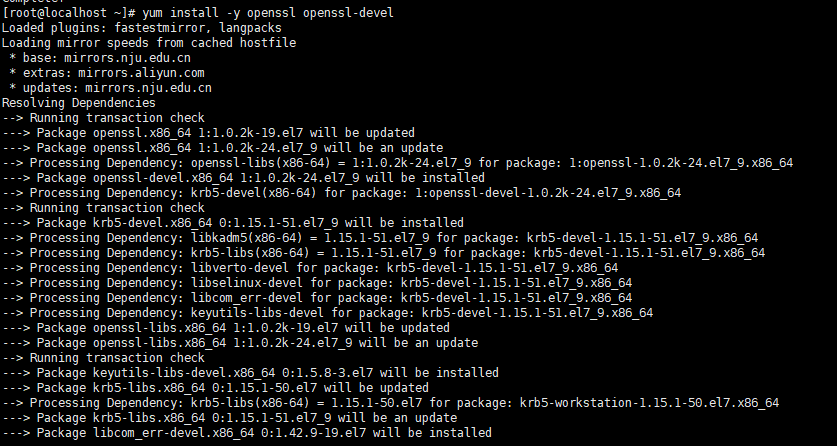 [root@localhost ~]# yum install -y openssl openssl-devel
Loaded plugins: fastestmirror, langpacks
Loading mirror speeds from cached hostfile
 * base: mirrors.nju.edu.cn
 * extras: mirrors.aliyun.com
 * updates: mirrors.nju.edu.cn
Resolving Dependencies
--> Running transaction check
---> Package openssl.x86_64 1:1.0.2k-19.el7 will be updated
---> Package openssl.x86_64 1:1.0.2k-24.el7_9 will be an update
--> Processing Dependency: openssl-libs(x86-64) = 1:1.0.2k-24.el7_9 for package: 1:openssl-1.0.2k-24.el7_9.x86_64
---> Package openssl-devel.x86_64 1:1.0.2k-24.el7_9 will be installed
--> Processing Dependency: krb5-devel(x86-64) for package: 1:openssl-devel-1.0.2k-24.el7_9.x86_64
--> Running transaction check
---> Package krb5-devel.x86_64 0:1.15.1-51.el7_9 will be installed
--> Processing Dependency: libkadm5(x86-64) = 1.15.1-51.el7_9 for package: krb5-devel-1.15.1-51.el7_9.x86_64
--> Processing Dependency: krb5-libs(x86-64) = 1.15.1-51.el7_9 for package: krb5-devel-1.15.1-51.el7_9.x86_64
--> Processing Dependency: libverto-devel for package: krb5-devel-1.15.1-51.el7_9.x86_64
--> Processing Dependency: libselinux-devel for package: krb5-devel-1.15.1-51.el7_9.x86_64
--> Processing Dependency: libcom_err-devel for package: krb5-devel-1.15.1-51.el7_9.x86_64
--> Processing Dependency: keyutils-libs-devel for package: krb5-devel-1.15.1-51.el7_9.x86_64
---> Package openssl-libs.x86_64 1:1.0.2k-19.el7 will be updated
---> Package openssl-libs.x86_64 1:1.0.2k-24.el7_9 will be an update
--> Running transaction check
---> Package keyutils-libs-devel.x86_64 0:1.5.8-3.el7 will be installed
---> Package krb5-libs.x86_64 0:1.15.1-50.el7 will be updated
--> Processing Dependency: krb5-libs(x86-64) = 1.15.1-50.el7 for package: krb5-workstation-1.15.1-50.el7.x86_64
---> Package krb5-libs.x86_64 0:1.15.1-51.el7_9 will be an update
---> Package libcom_err-devel.x86_64 0:1.42.9-19.el7 will be installed